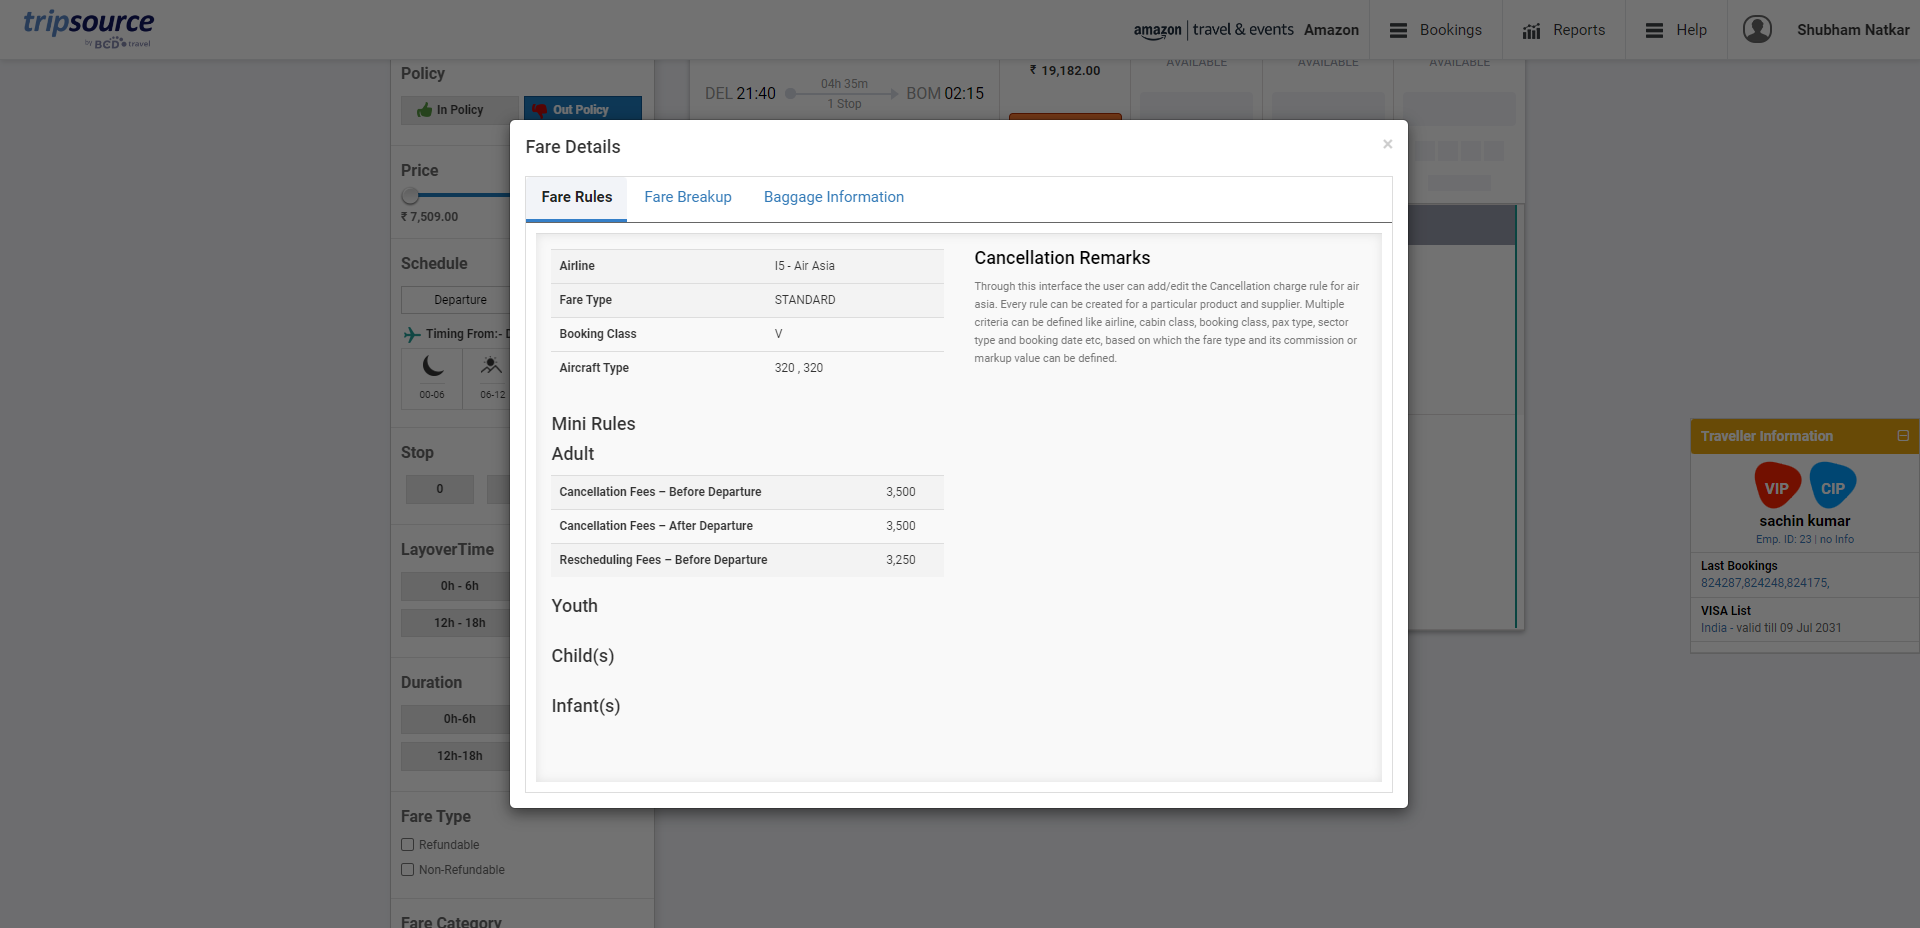 tripsource
by BCD travel
amazon | travel & events Amazon
Bookings
Reports
Help
Shubham Natkar
Policy
In Policy
Out Policy
Price
₹ 7,509.00
Schedule
Departure
Timing From:- D
00-06
06-12
Stop
0
LayoverTime
0h - 6h
12h - 18h
Duration
0h-6h
12h-18h
Fare Type
Refundable
Non-Refundable
Fare Category
DEL 21:40
04h 35m
1 Stop
BOM 02:15
₹ 19,182.00
AVAILABLE
AVAILABLE
AVAILABLE
Fare Details
×
Fare Rules
Fare Breakup
Baggage Information
Airline I5 - Air Asia
Fare Type STANDARD
Booking Class V
Aircraft Type 320 , 320
Mini Rules
Adult
Cancellation Fees – Before Departure 3,500
Cancellation Fees – After Departure 3,500
Rescheduling Fees – Before Departure 3,250
Youth
Child(s)
Infant(s)
Cancellation Remarks
Through this interface the user can add/edit the Cancellation charge rule for air
asia. Every rule can be created for a particular product and supplier. Multiple
criteria can be defined like airline, cabin class, booking class, pax type, sector
type and booking date etc, based on which the fare type and its commission or
markup value can be defined.
Traveller Information
VIP
CIP
sachin kumar
Emp. ID: 23 | no Info
Last Bookings
824287,824248,824175,
VISA List
India - valid till 09 Jul 2031